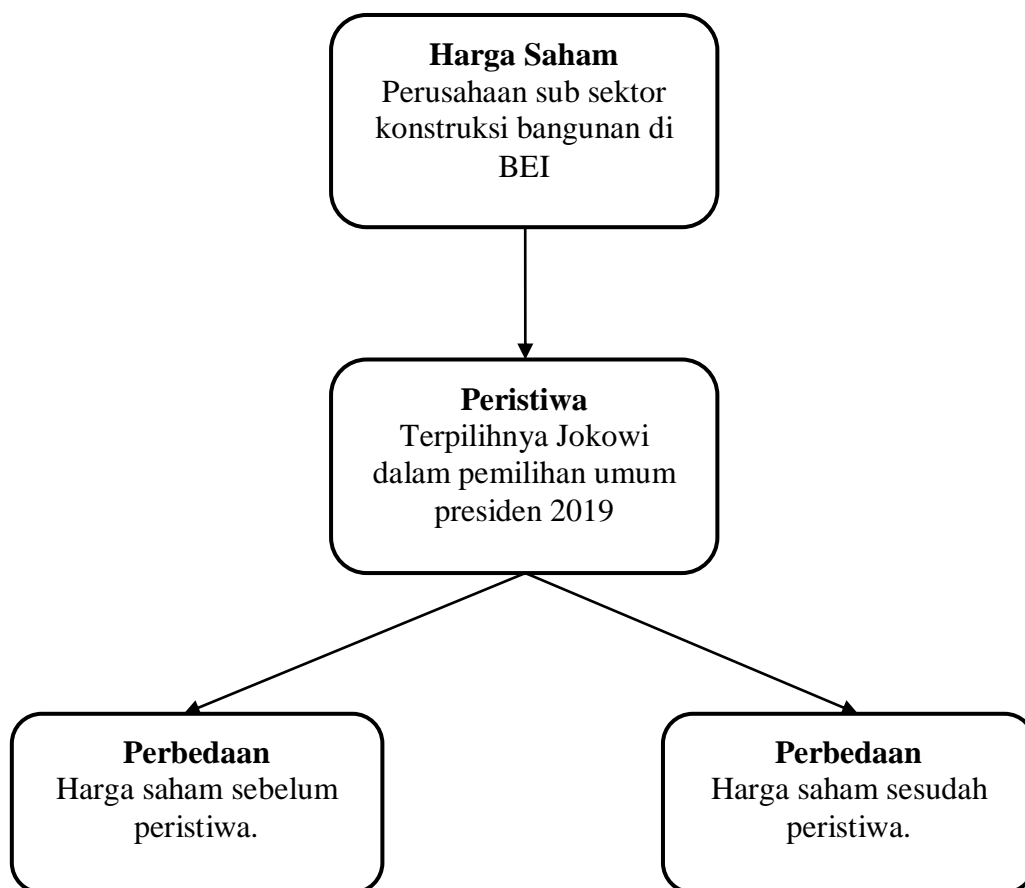 Harga Saham
Perusahaan sub sektor
konstruksi bangunan di
BEI
Peristiwa
Terpilihnya Jokowi
dalam pemilihan umum
presiden 2019
Perbedaan
Harga saham sebelum
peristiwa.
Perbedaan
Harga saham sesudah
peristiwa.